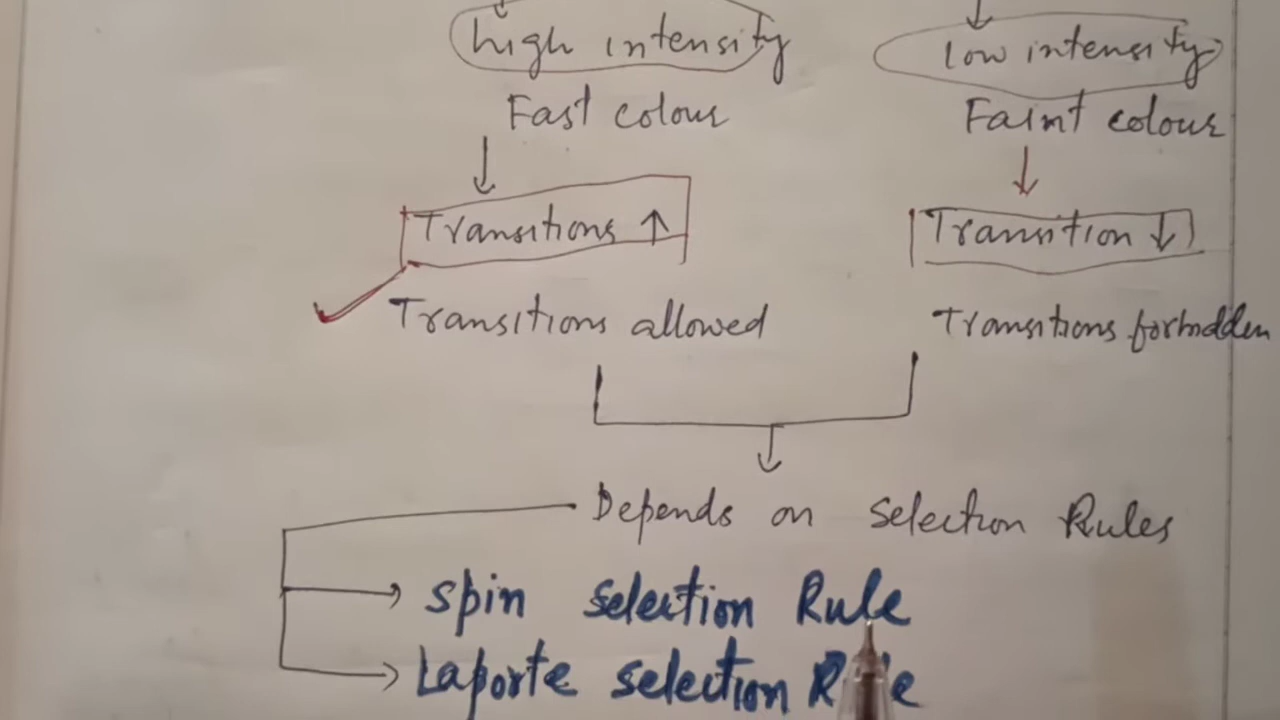 high intensity low intensity
Fast colour Faint colour
Transitions ↑ Transition ↓
Transitions allowed Transitions forbidden
Depends on Selection Rules
Spin Selection Rule
Laporte selection Rule